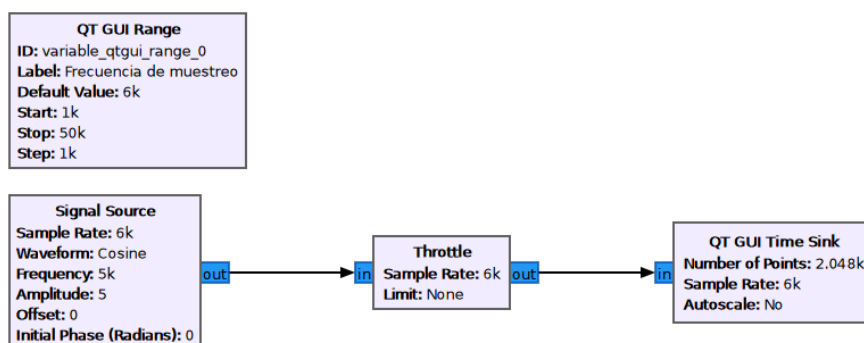 QT GUI Range
ID: variable_qtgui_range_0
Label: Frecuencia de muestreo
Default Value: 6k
Start: 1k
Stop: 50k
Step: 1k
Signal Source
Sample Rate: 6k
Waveform: Cosine
Frequency: 5k
Amplitude: 5
Offset: 0
Initial Phase (Radians): 0
out
in
Throttle
Sample Rate: 6k
Limit: None
out
in
QT GUI Time Sink
Number of Points: 2.048k
Sample Rate: 6k
Autoscale: No